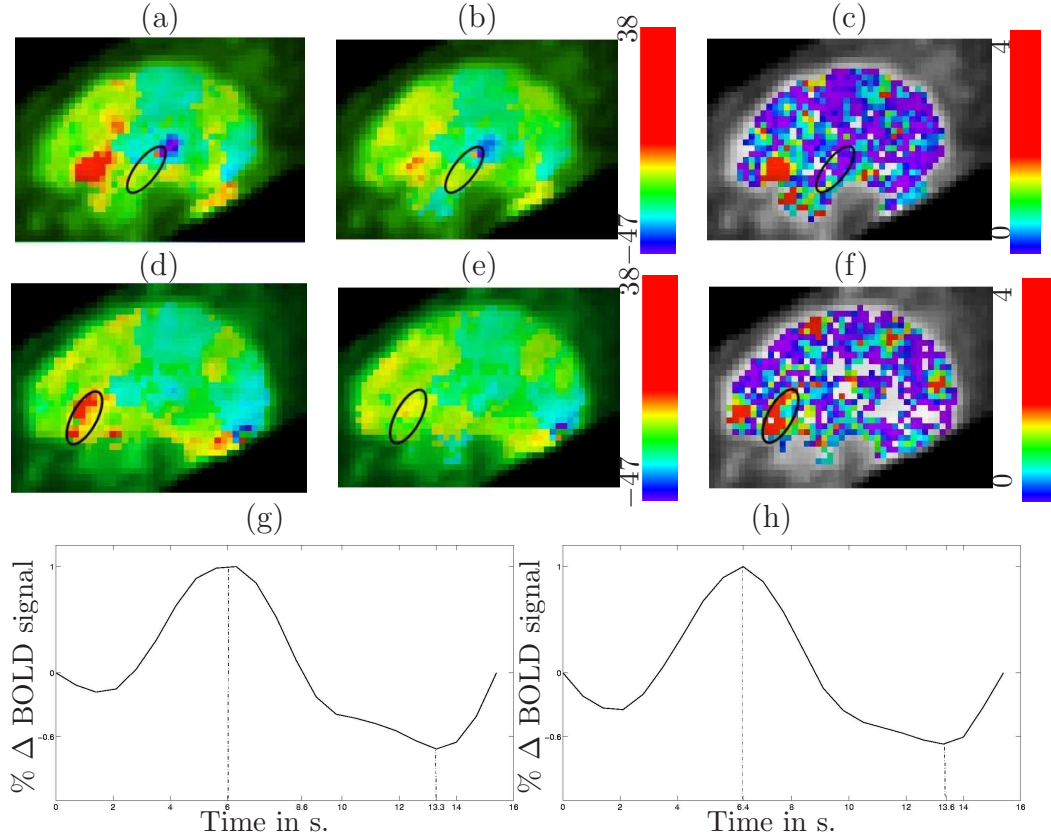 (a) (b) (c)
38
−47
4
0
(d) (e) (f)
38
−47
4
0
(g) (h)
% Δ BOLD signal
1
0
-0.6
0 2 4 6 8.6 10 12 13.3 14 16
Time in s.
% Δ BOLD signal
1
0
-0.6
0 2 4 6.4 8 10 12 13.6 14 16
Time in s.